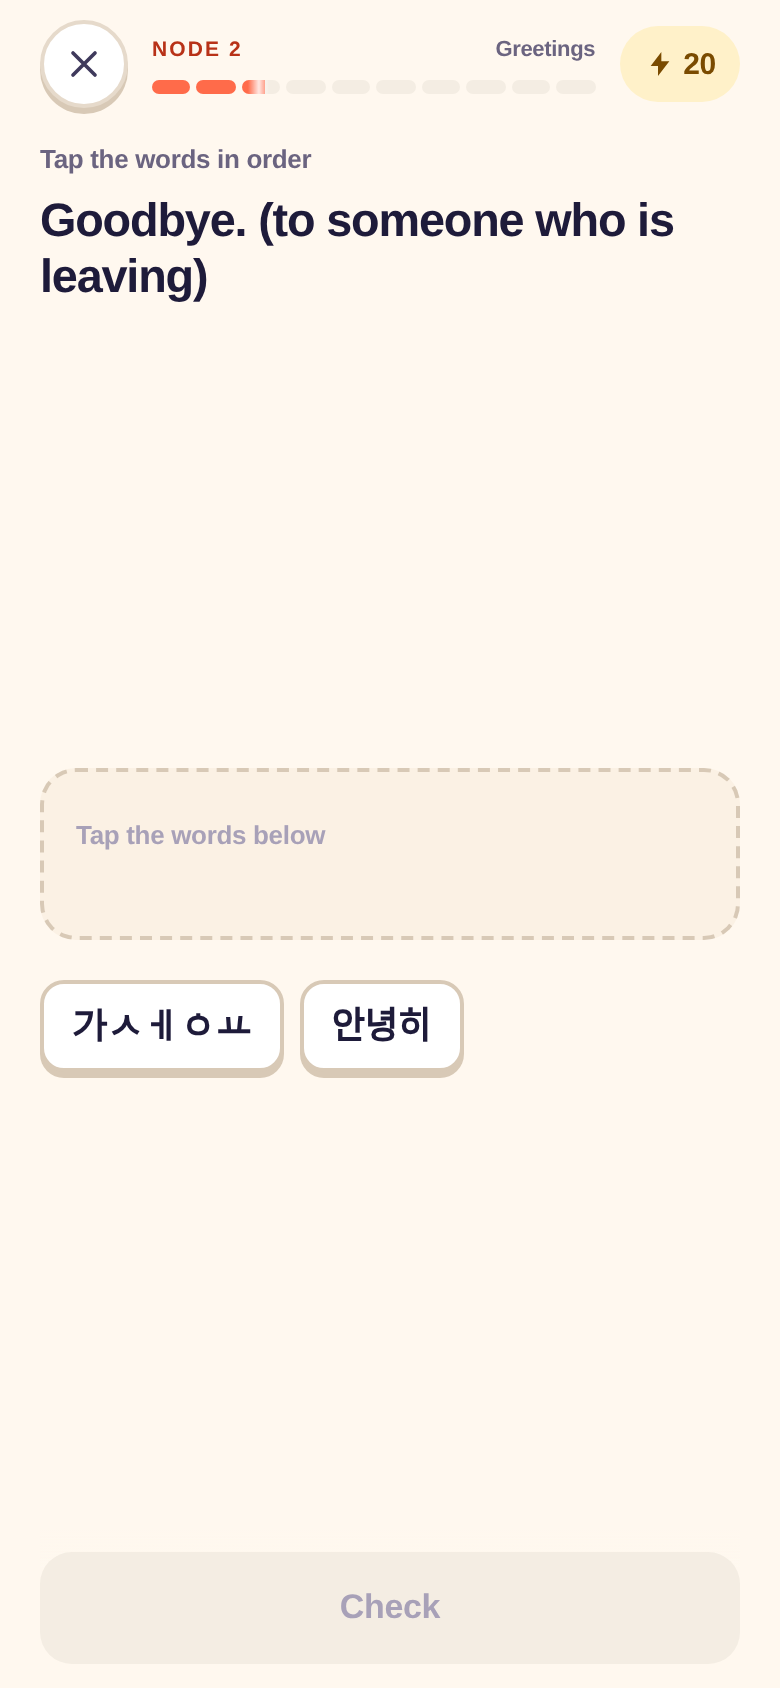 NODE 2
Greetings
20
Tap the words in order
Goodbye. (to someone who is
leaving)
Tap the words below
가ㅅㅔㅇㅛ
안녕히
Check